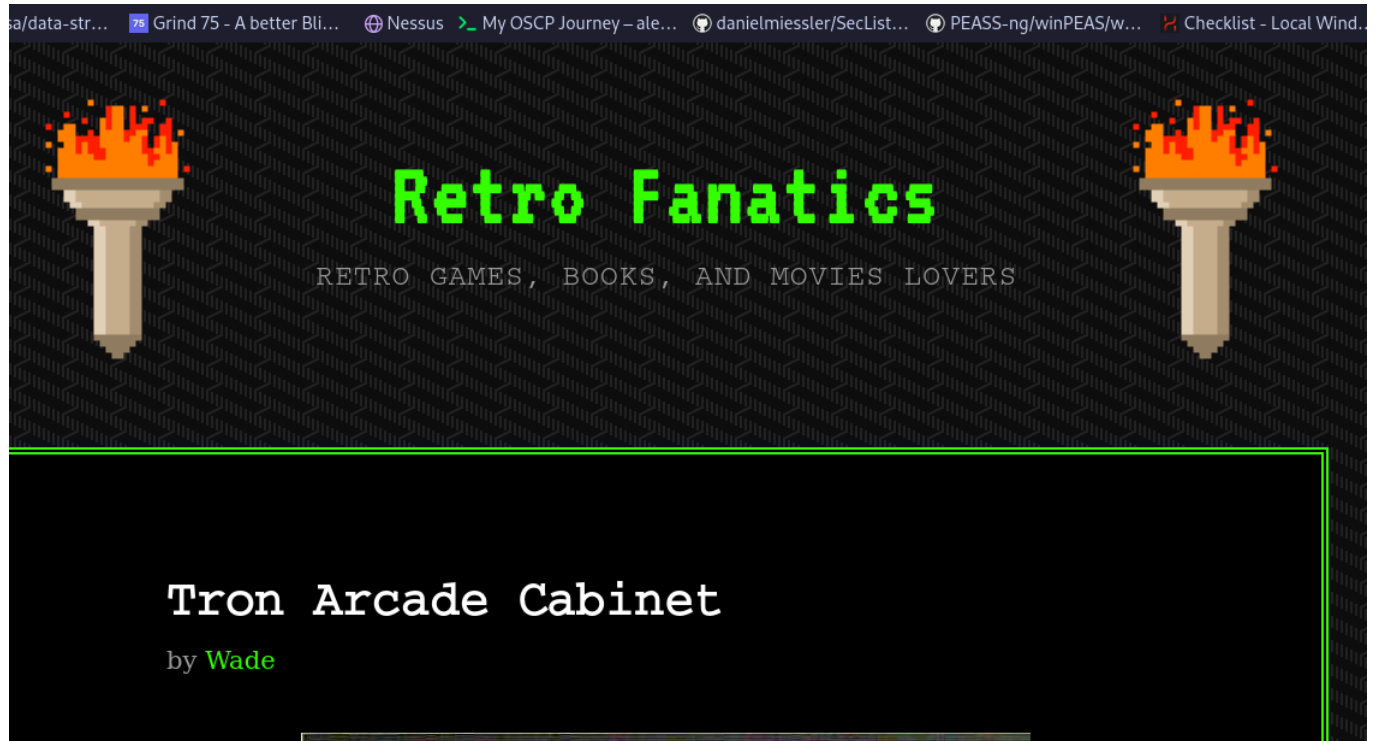 sa/data-str... 75 Grind 75 - A better Bli... Nessus My OSCP Journey – ale... danielmiessler/SecList... PEASS-ng/winPEAS/w... Checklist - Local Wind...
Retro Fanatics
RETRO GAMES, BOOKS, AND MOVIES LOVERS
Tron Arcade Cabinet
by Wade